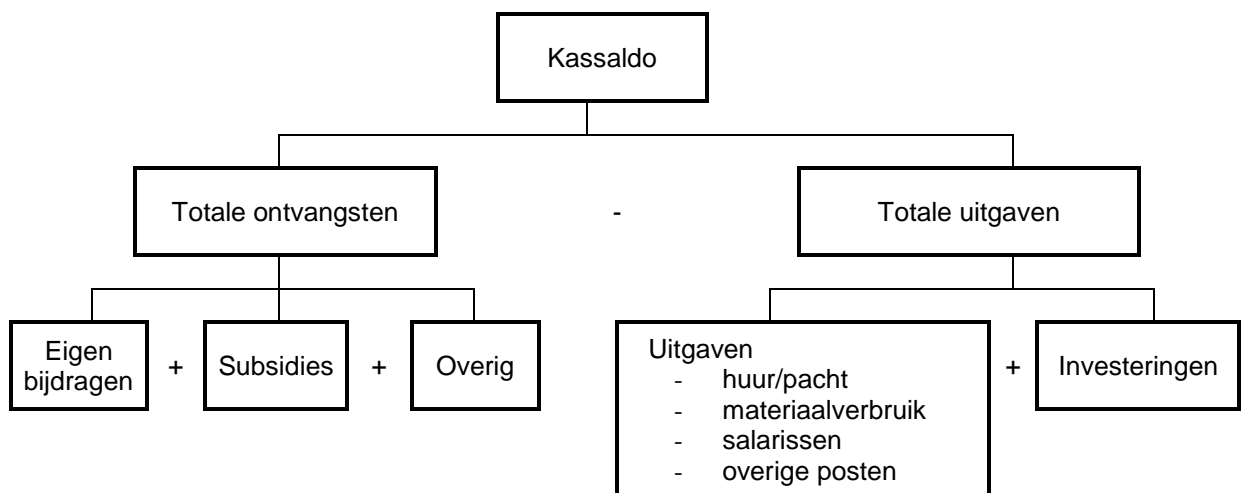 Kassaldo
Totale ontvangsten
-
Totale uitgaven
Eigen
bijdragen
+
Subsidies
+
Overig
Uitgaven
- huur/pacht
- materiaalverbruik
- salarissen
- overige posten
+
Investeringen